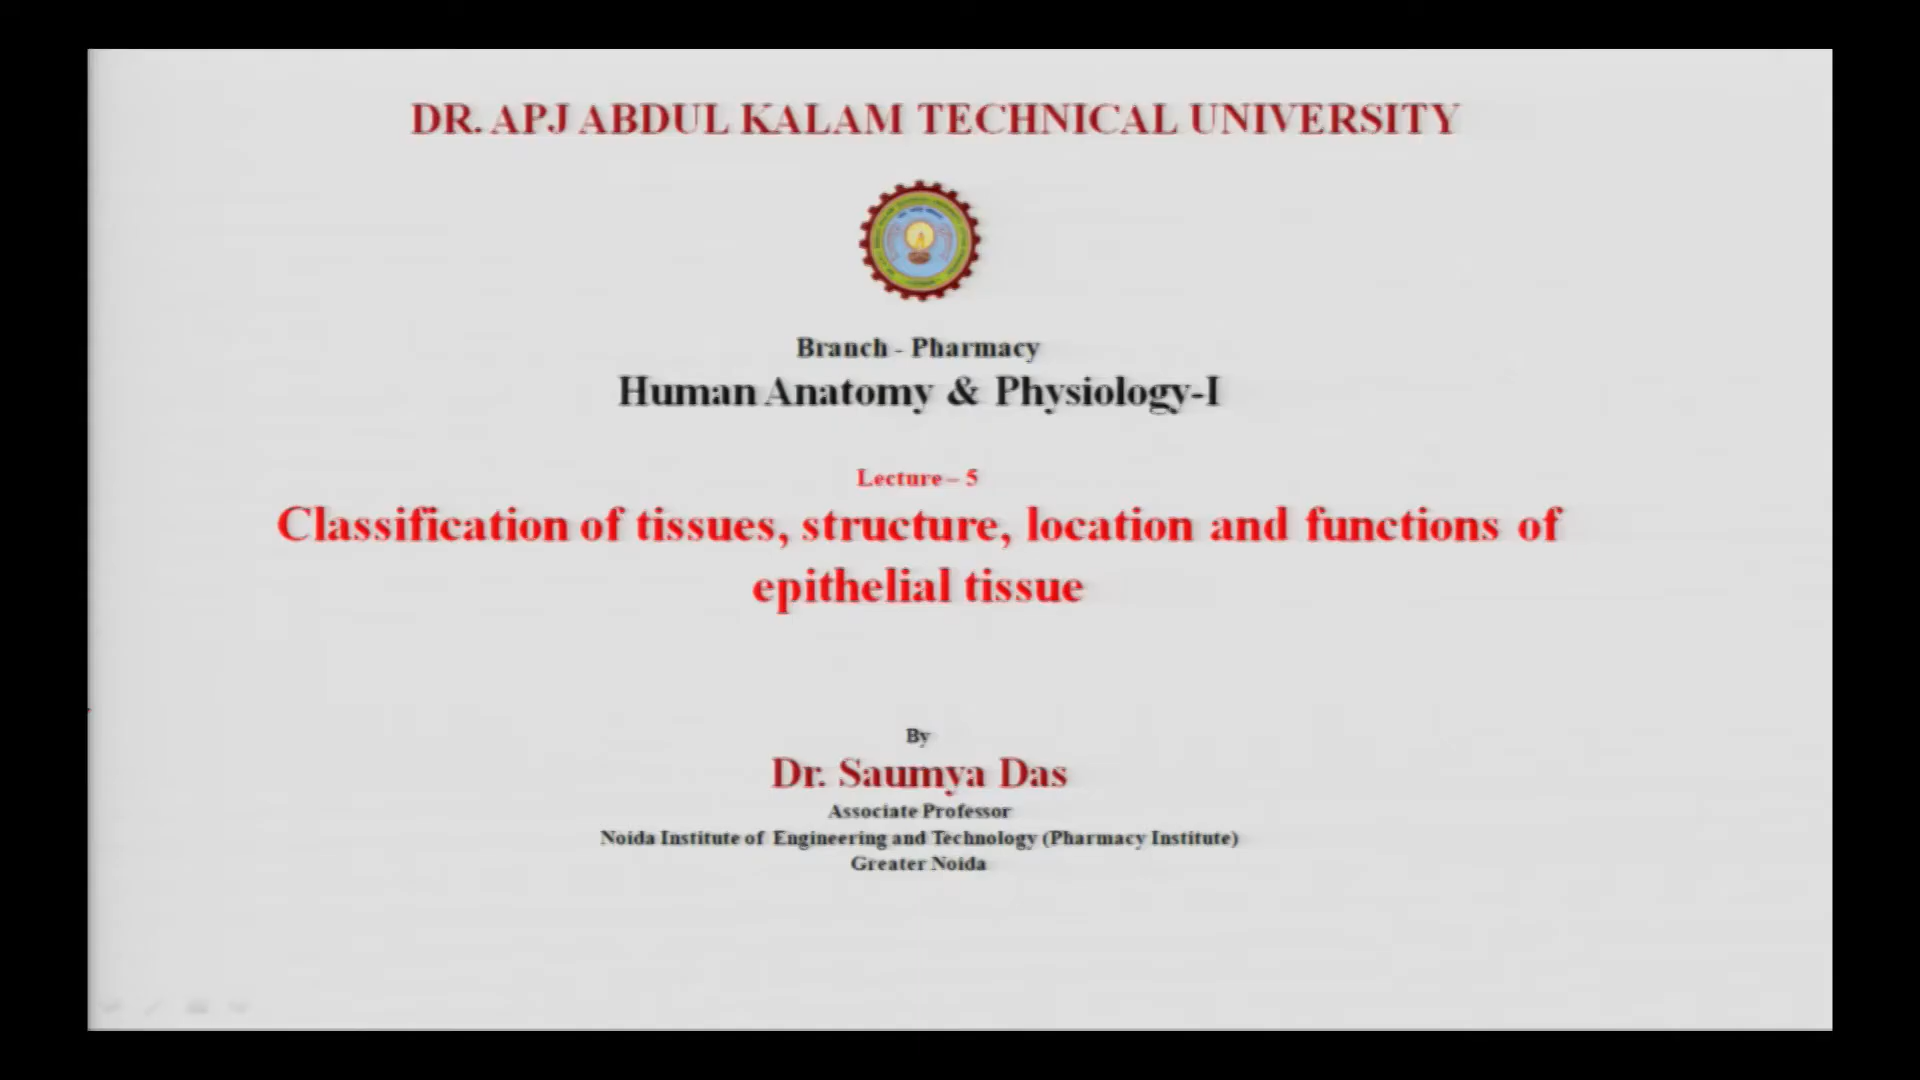 DR. APJ ABDUL KALAM TECHNICAL UNIVERSITY
Branch - Pharmacy
Human Anatomy & Physiology-I
Lecture – 5
Classification of tissues, structure, location and functions of
epithelial tissue
By
Dr. Saumya Das
Associate Professor
Noida Institute of Engineering and Technology (Pharmacy Institute)
Greater Noida